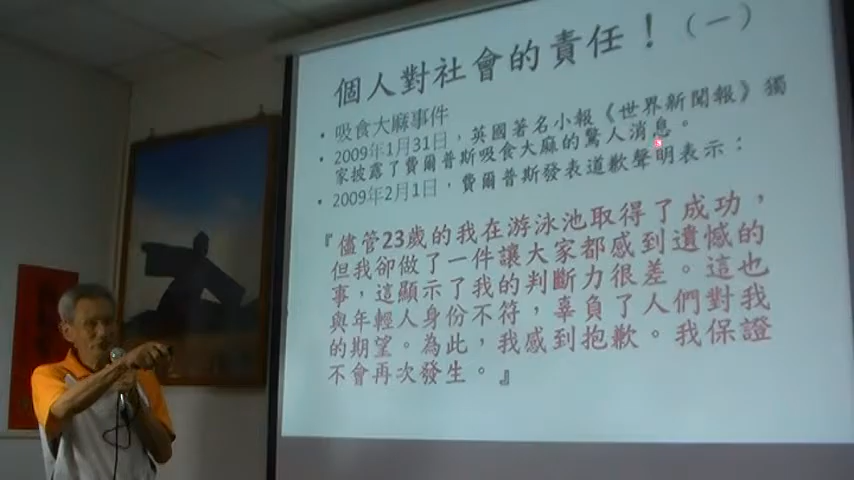 個人對社會的責任！（一）
• 吸食大麻事件
• 2009年1月31日，英國著名小報《世界新聞報》獨
家披露了費爾普斯吸食大麻的驚人消息。
• 2009年2月1日，費爾普斯發表道歉聲明表示：
『儘管23歲的我在游泳池取得了成功，
但我卻做了一件讓大家都感到遺憾的
事，這顯示了我的判斷力很差。這也
與年輕人身份不符，辜負了人們對我
的期望。為此，我感到抱歉。我保證
不會再次發生。』